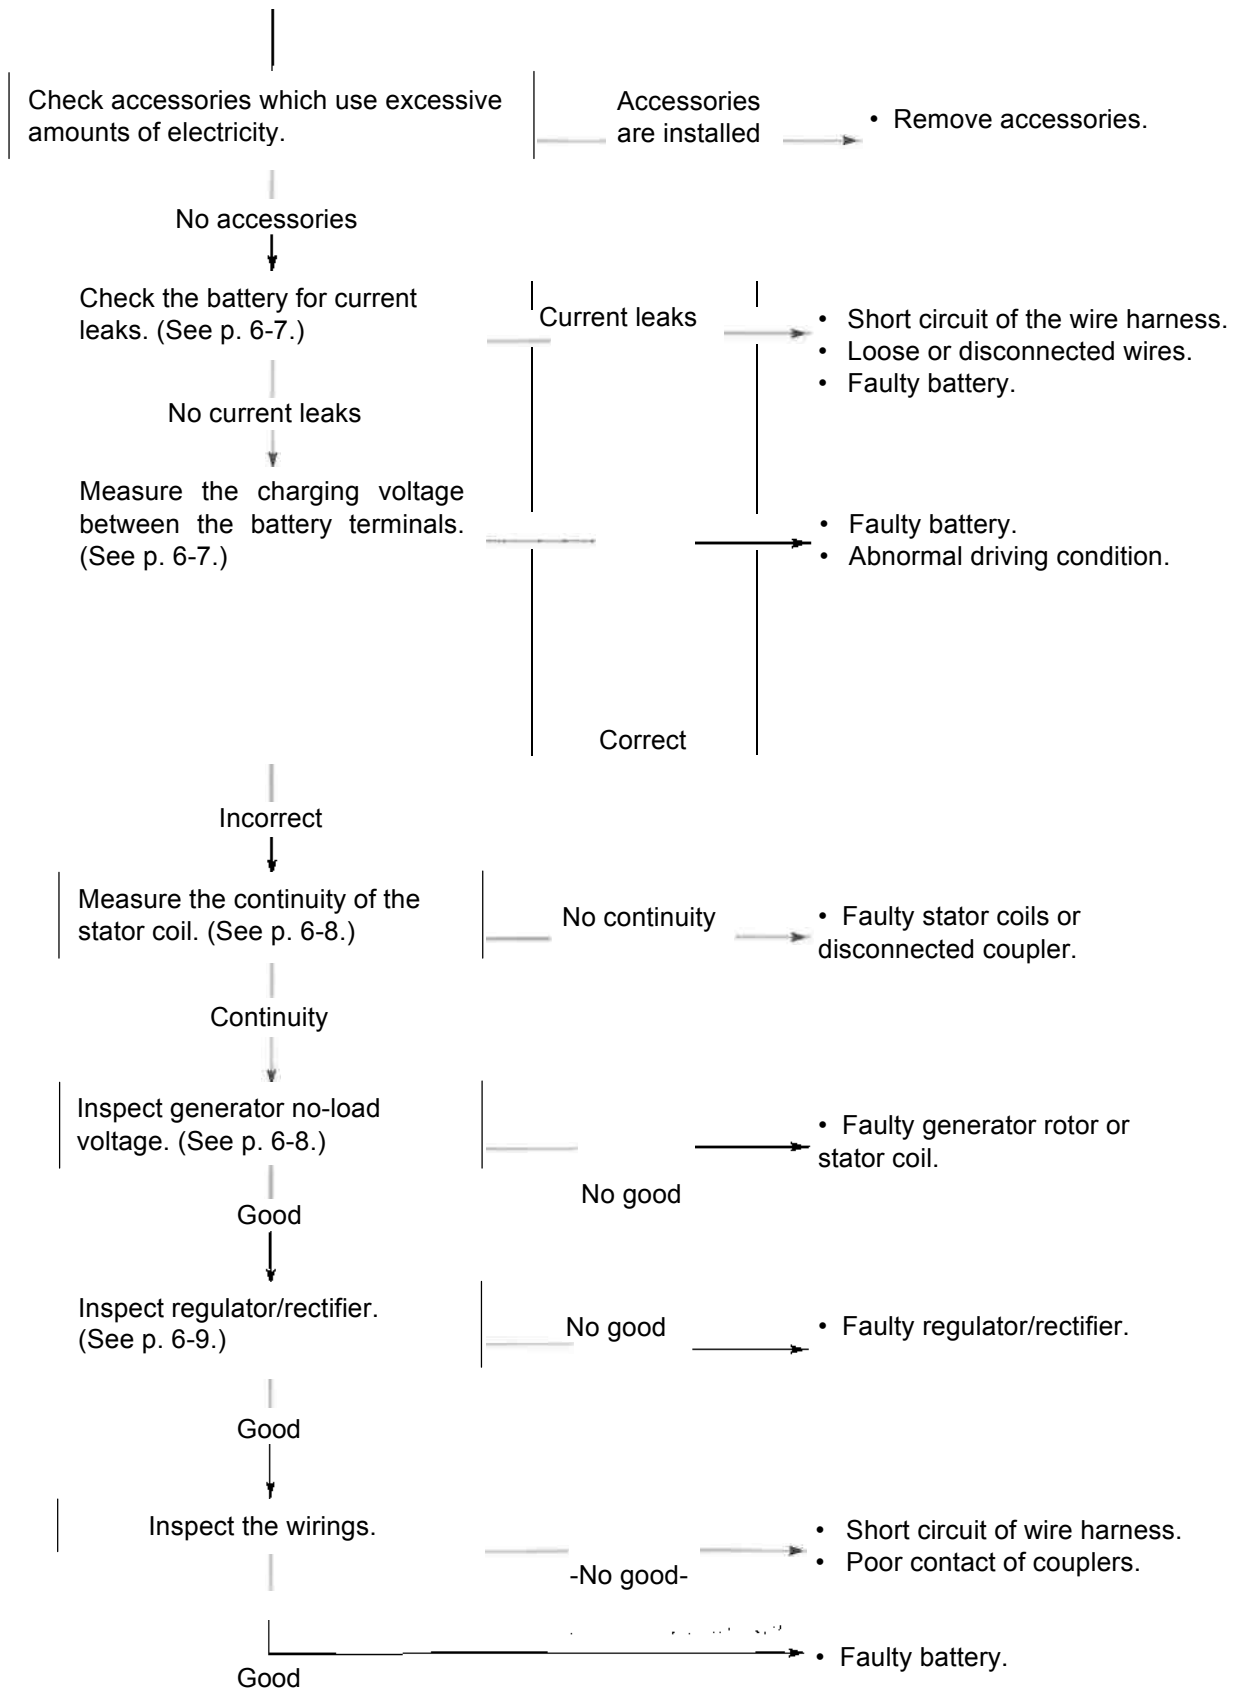 Check accessories which use excessive
amounts of electricity.
Accessories
are installed
• Remove accessories.
No accessories
Check the battery for current
leaks. (See p. 6-7.)
Current leaks
• Short circuit of the wire harness.
• Loose or disconnected wires.
• Faulty battery.
No current leaks
Measure the charging voltage
between the battery terminals.
(See p. 6-7.)
• Faulty battery.
• Abnormal driving condition.
Correct
Incorrect
Measure the continuity of the
stator coil. (See p. 6-8.)
No continuity
• Faulty stator coils or
disconnected coupler.
Continuity
Inspect generator no-load
voltage. (See p. 6-8.)
No good
• Faulty generator rotor or
stator coil.
Good
Inspect regulator/rectifier.
(See p. 6-9.)
No good
• Faulty regulator/rectifier.
Good
Inspect the wirings.
-No good-
• Short circuit of wire harness.
• Poor contact of couplers.
Good
• Faulty battery.